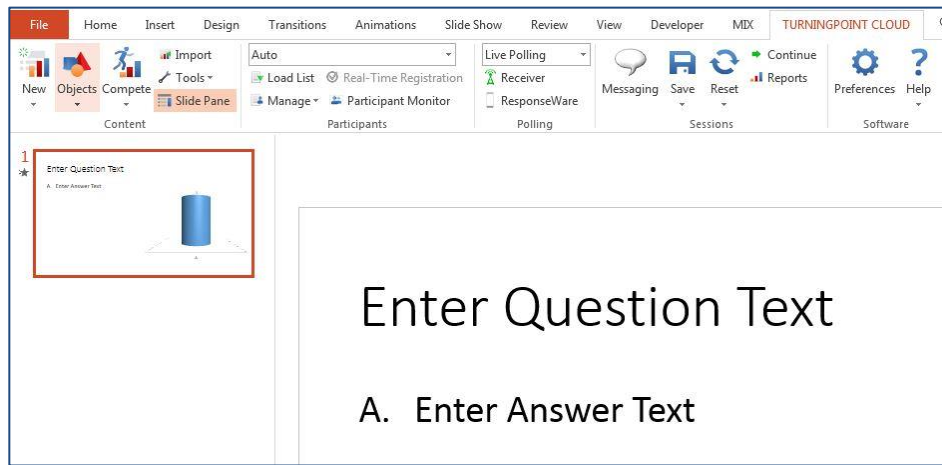 File Home Insert Design Transitions Animations Slide Show Review View Developer MIX TURNINGPOINT CLOUD
New
Objects
Compete
Import
Tools
Slide Pane
Content
Auto
Load List Real-Time Registration
Manage Participant Monitor
Participants
Live Polling
Receiver
ResponseWare
Polling
Messaging
Save
Reset
Continue
Reports
Sessions
Preferences
Help
Software
1
Enter Question Text
A. Enter Answer Text
Enter Question Text
A. Enter Answer Text